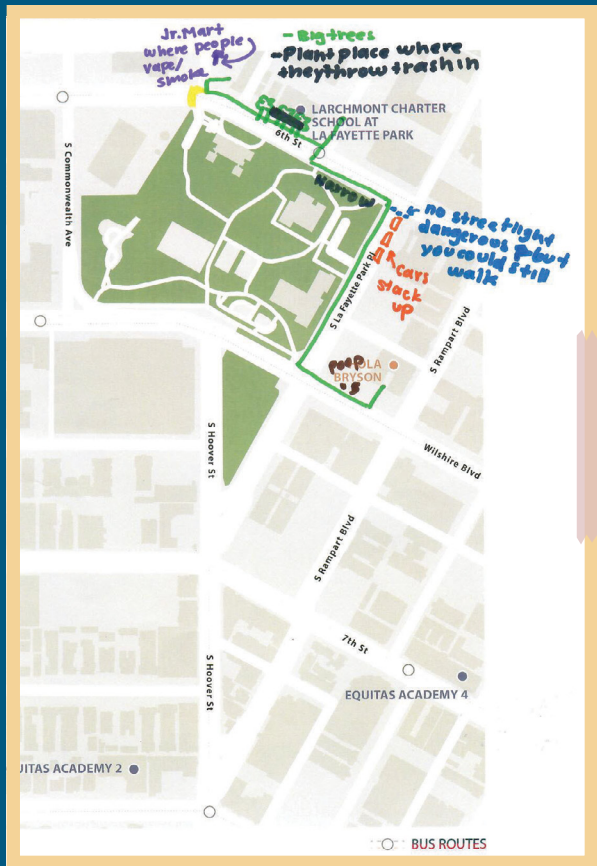 Jr. Mart
where people
vape/
smoke
- Big trees
- Plant place where
they throw trash in
LARCHMONT CHARTER
SCHOOL AT
LA FAYETTE PARK
6th St
S Commonwealth Ave
Narrow
no street light
dangerous but
you could still
walk
cars
stack
up
S La Fayette Park Pl
S Rampart Blvd
poop
OLA
BRYSON
S Hoover St
Wilshire Blvd
S Rampart Blvd
7th St
S Hoover St
EQUITAS ACADEMY 4
UITAS ACADEMY 2
BUS ROUTES